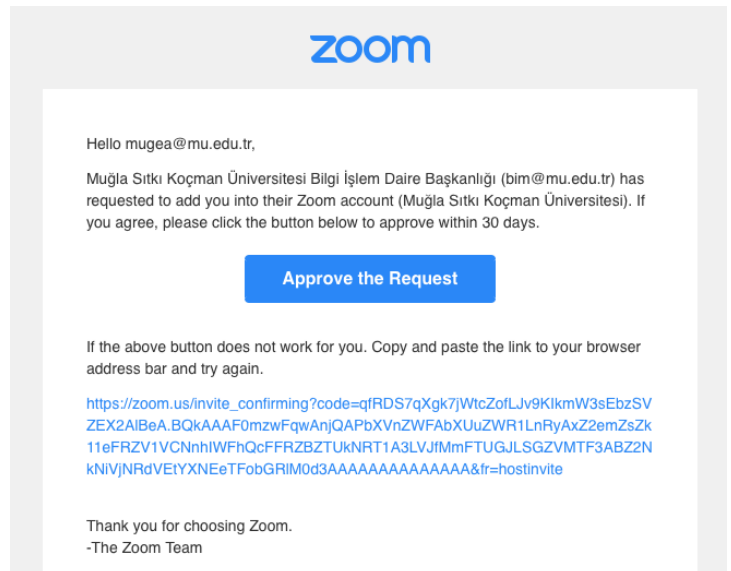 zoom
Hello mugea@mu.edu.tr,
Muğla Sıtkı Koçman Üniversitesi Bilgi İşlem Daire Başkanlığı (bim@mu.edu.tr) has
requested to add you into their Zoom account (Muğla Sıtkı Koçman Üniversitesi). If
you agree, please click the button below to approve within 30 days.
Approve the Request
If the above button does not work for you. Copy and paste the link to your browser
address bar and try again.
https://zoom.us/invite_confirming?code=qfRDS7qXgk7jWtcZofLJv9KIkmW3sEbzSV
ZEX2AlBeA.BQkAAAF0mzwFqwAnjQAPbXVnZWFAbXUuZWR1LnRyAxZ2emZsZk
11eFRZV1VCNnhIWFhQcFFRZBZTUkNRT1A3LVJfMmFTUGJLSGZVMTF3ABZ2N
kNiVjNRdVEtYXNEeTFobGRlM0d3AAAAAAAAAAAAAA&fr=hostinvite
Thank you for choosing Zoom.
-The Zoom Team